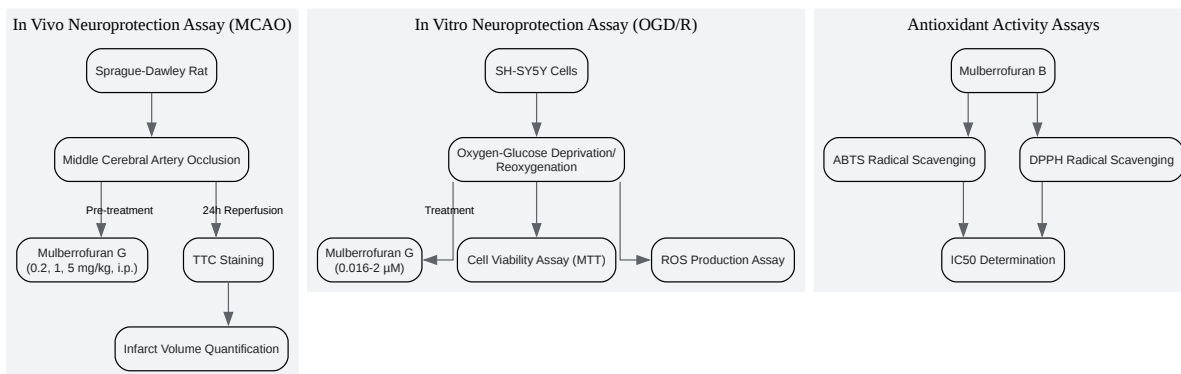 In Vivo Neuroprotection Assay (MCAO)
Sprague-Dawley Rat
Middle Cerebral Artery Occlusion
Pre-treatment
24h Reperfusion
Mulberrofuran G
(0.2, 1, 5 mg/kg, i.p.)
TTC Staining
Infarct Volume Quantification
In Vitro Neuroprotection Assay (OGD/R)
SH-SY5Y Cells
Oxygen-Glucose Deprivation/
Reoxygenation
Treatment
Mulberrofuran G
(0.016-2 µM)
Cell Viability Assay (MTT)
ROS Production Assay
Antioxidant Activity Assays
Mulberrofuran B
ABTS Radical Scavenging
DPPH Radical Scavenging
IC50 Determination